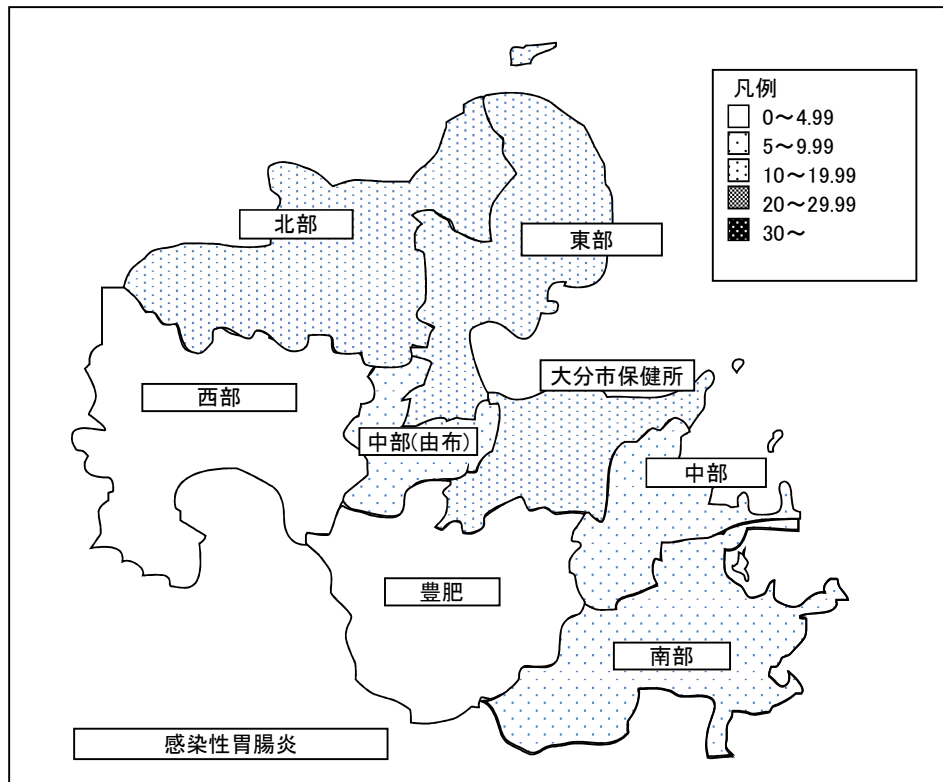 凡例
0～4.99
5～9.99
10～19.99
20～29.99
30～
北部
東部
西部
大分市保健所
中部(由布)
中部
豊肥
南部
感染性胃腸炎